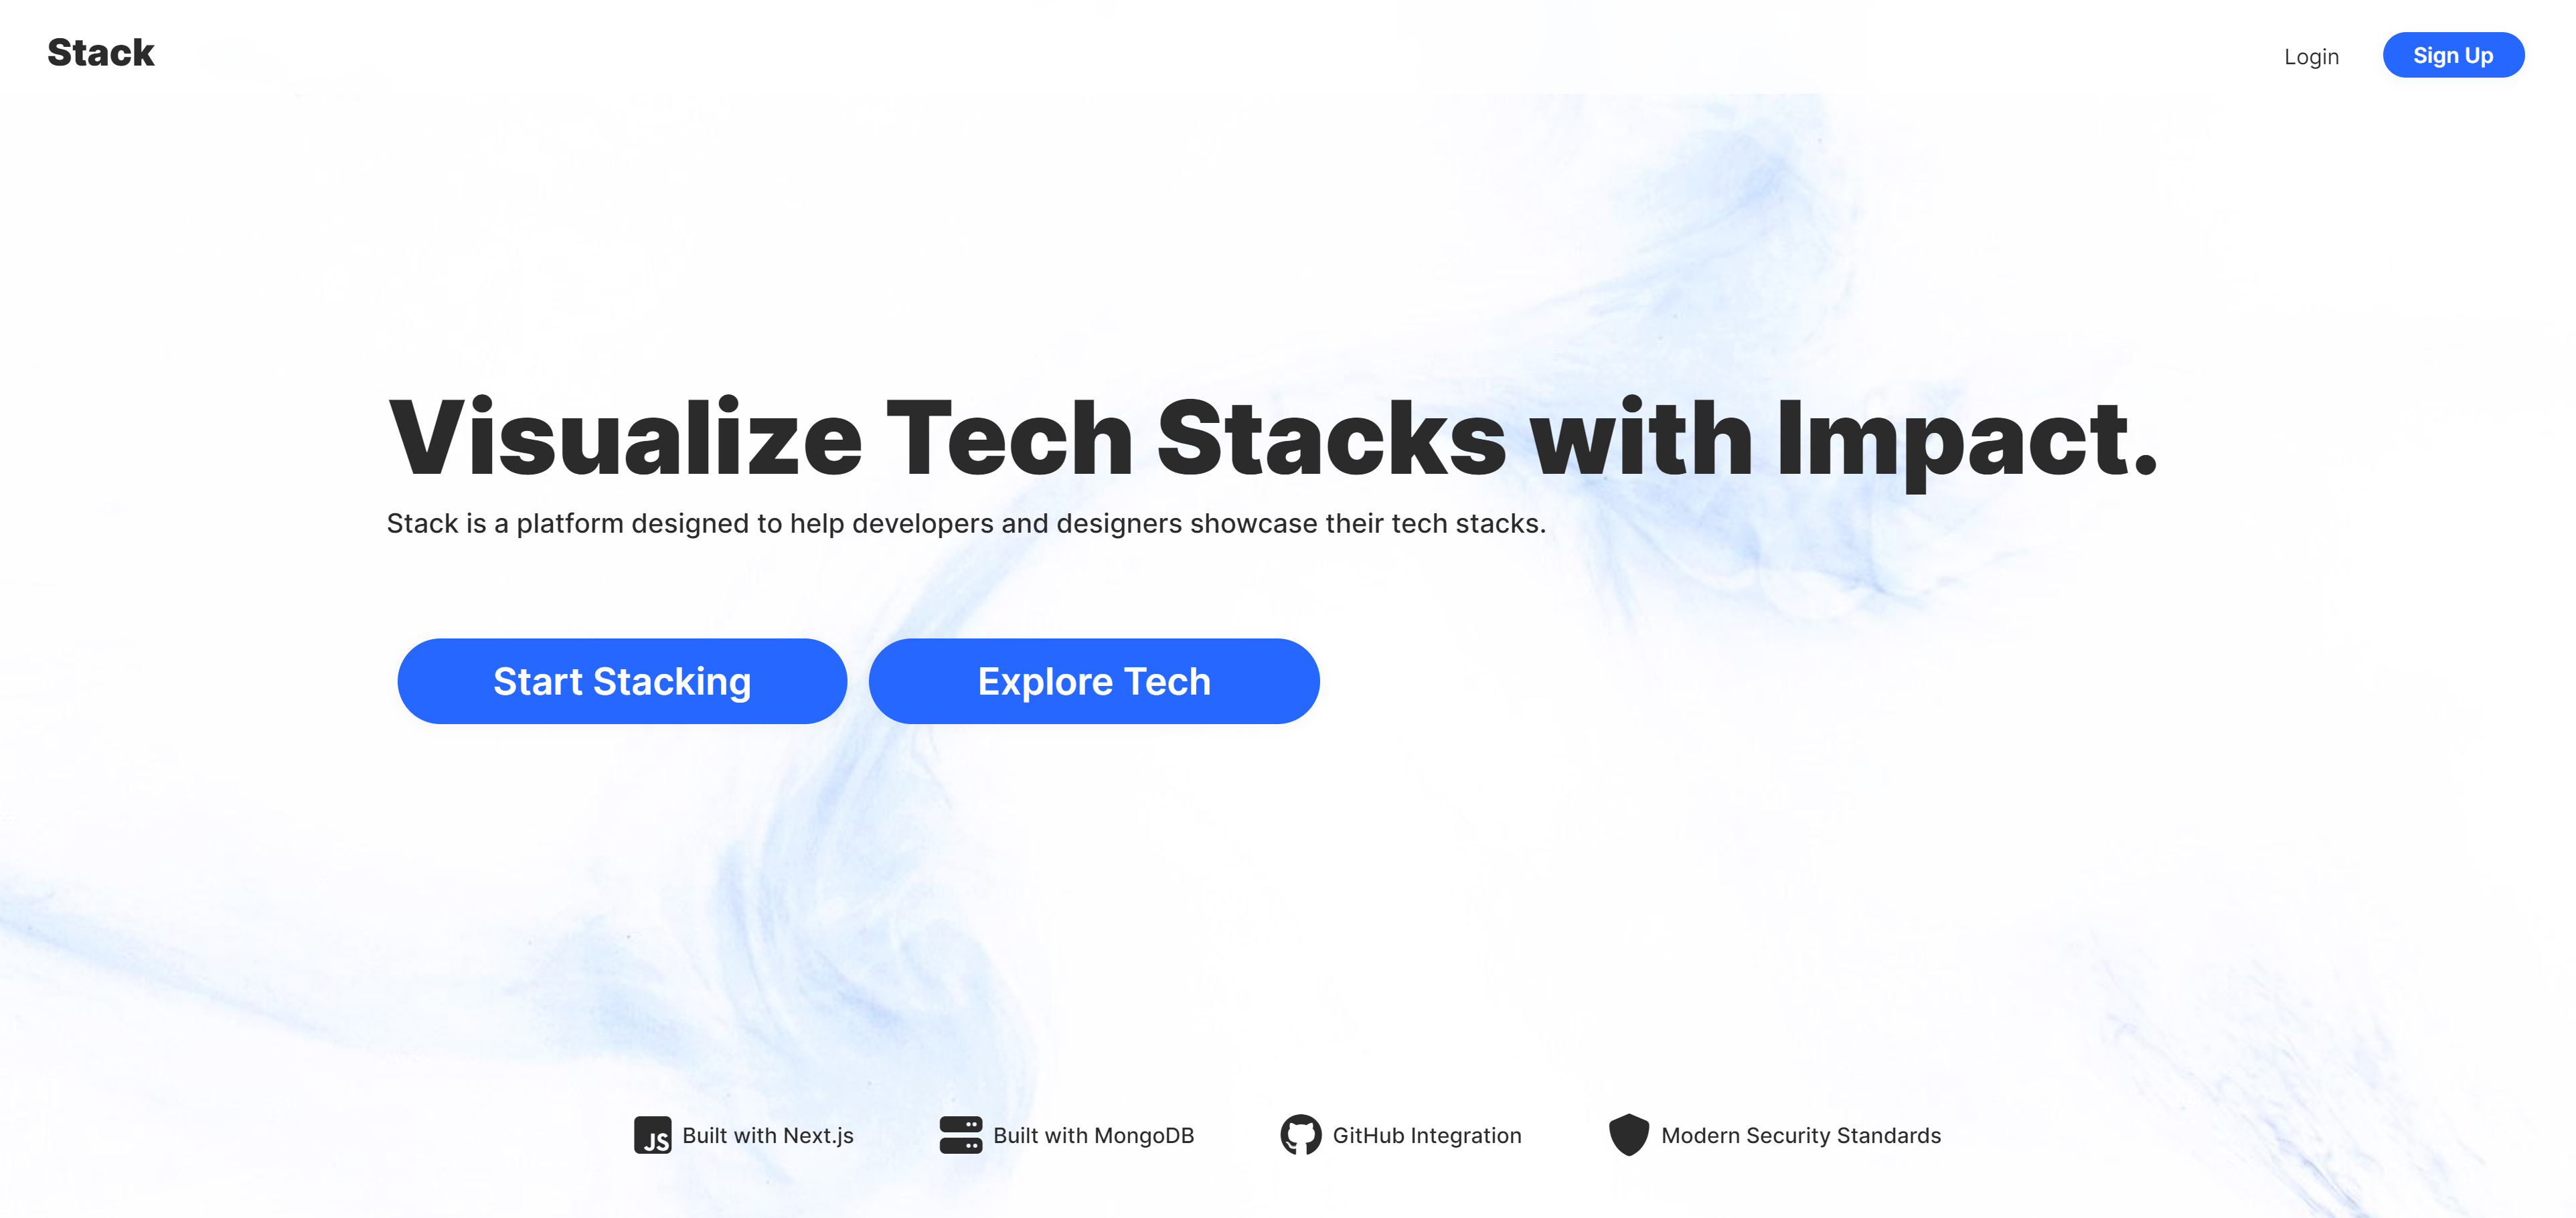 Stack
Login
Sign Up
Visualize Tech Stacks with Impact.
Stack is a platform designed to help developers and designers showcase their tech stacks.
Start Stacking
Explore Tech
JS Built with Next.js
Built with MongoDB
GitHub Integration
Modern Security Standards